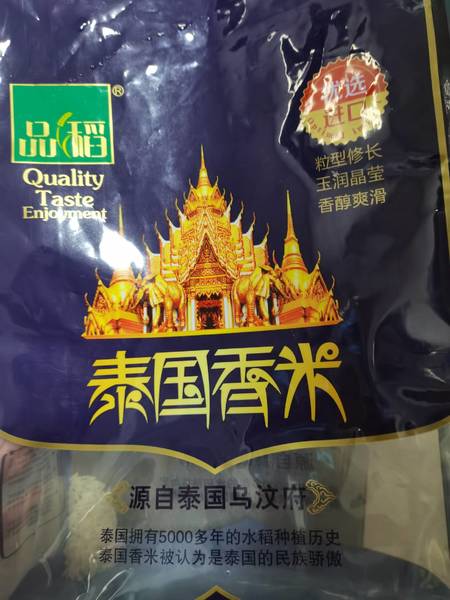 品稻®
Quality
Taste
Enjoyment
优选
进口
粒型修长
玉润晶莹
香醇爽滑
泰国香米
源自泰国乌汶府
泰国拥有5000多年的水稻种植历史
泰国香米被认为是泰国的民族骄傲